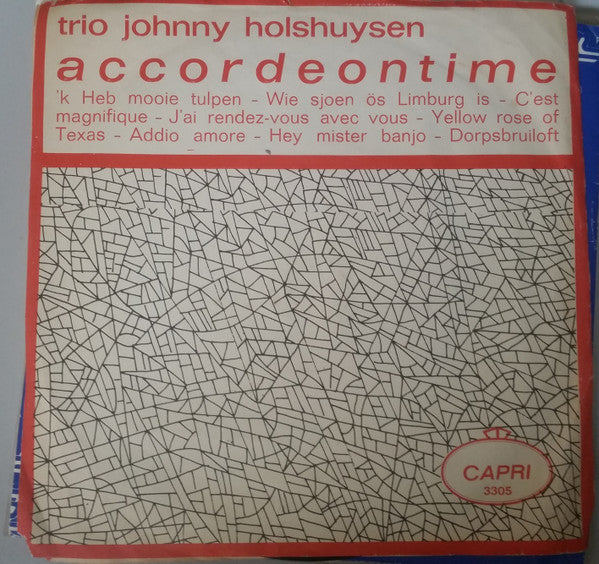 trio johnny holshuysen
accordeontime
'k Heb mooie tulpen - Wie sjoen ös Limburg is - C'est
magnifique - J'ai rendez-vous avec vous - Yellow rose of
Texas - Addio amore - Hey mister banjo - Dorpsbruiloft
CAPRI
3305